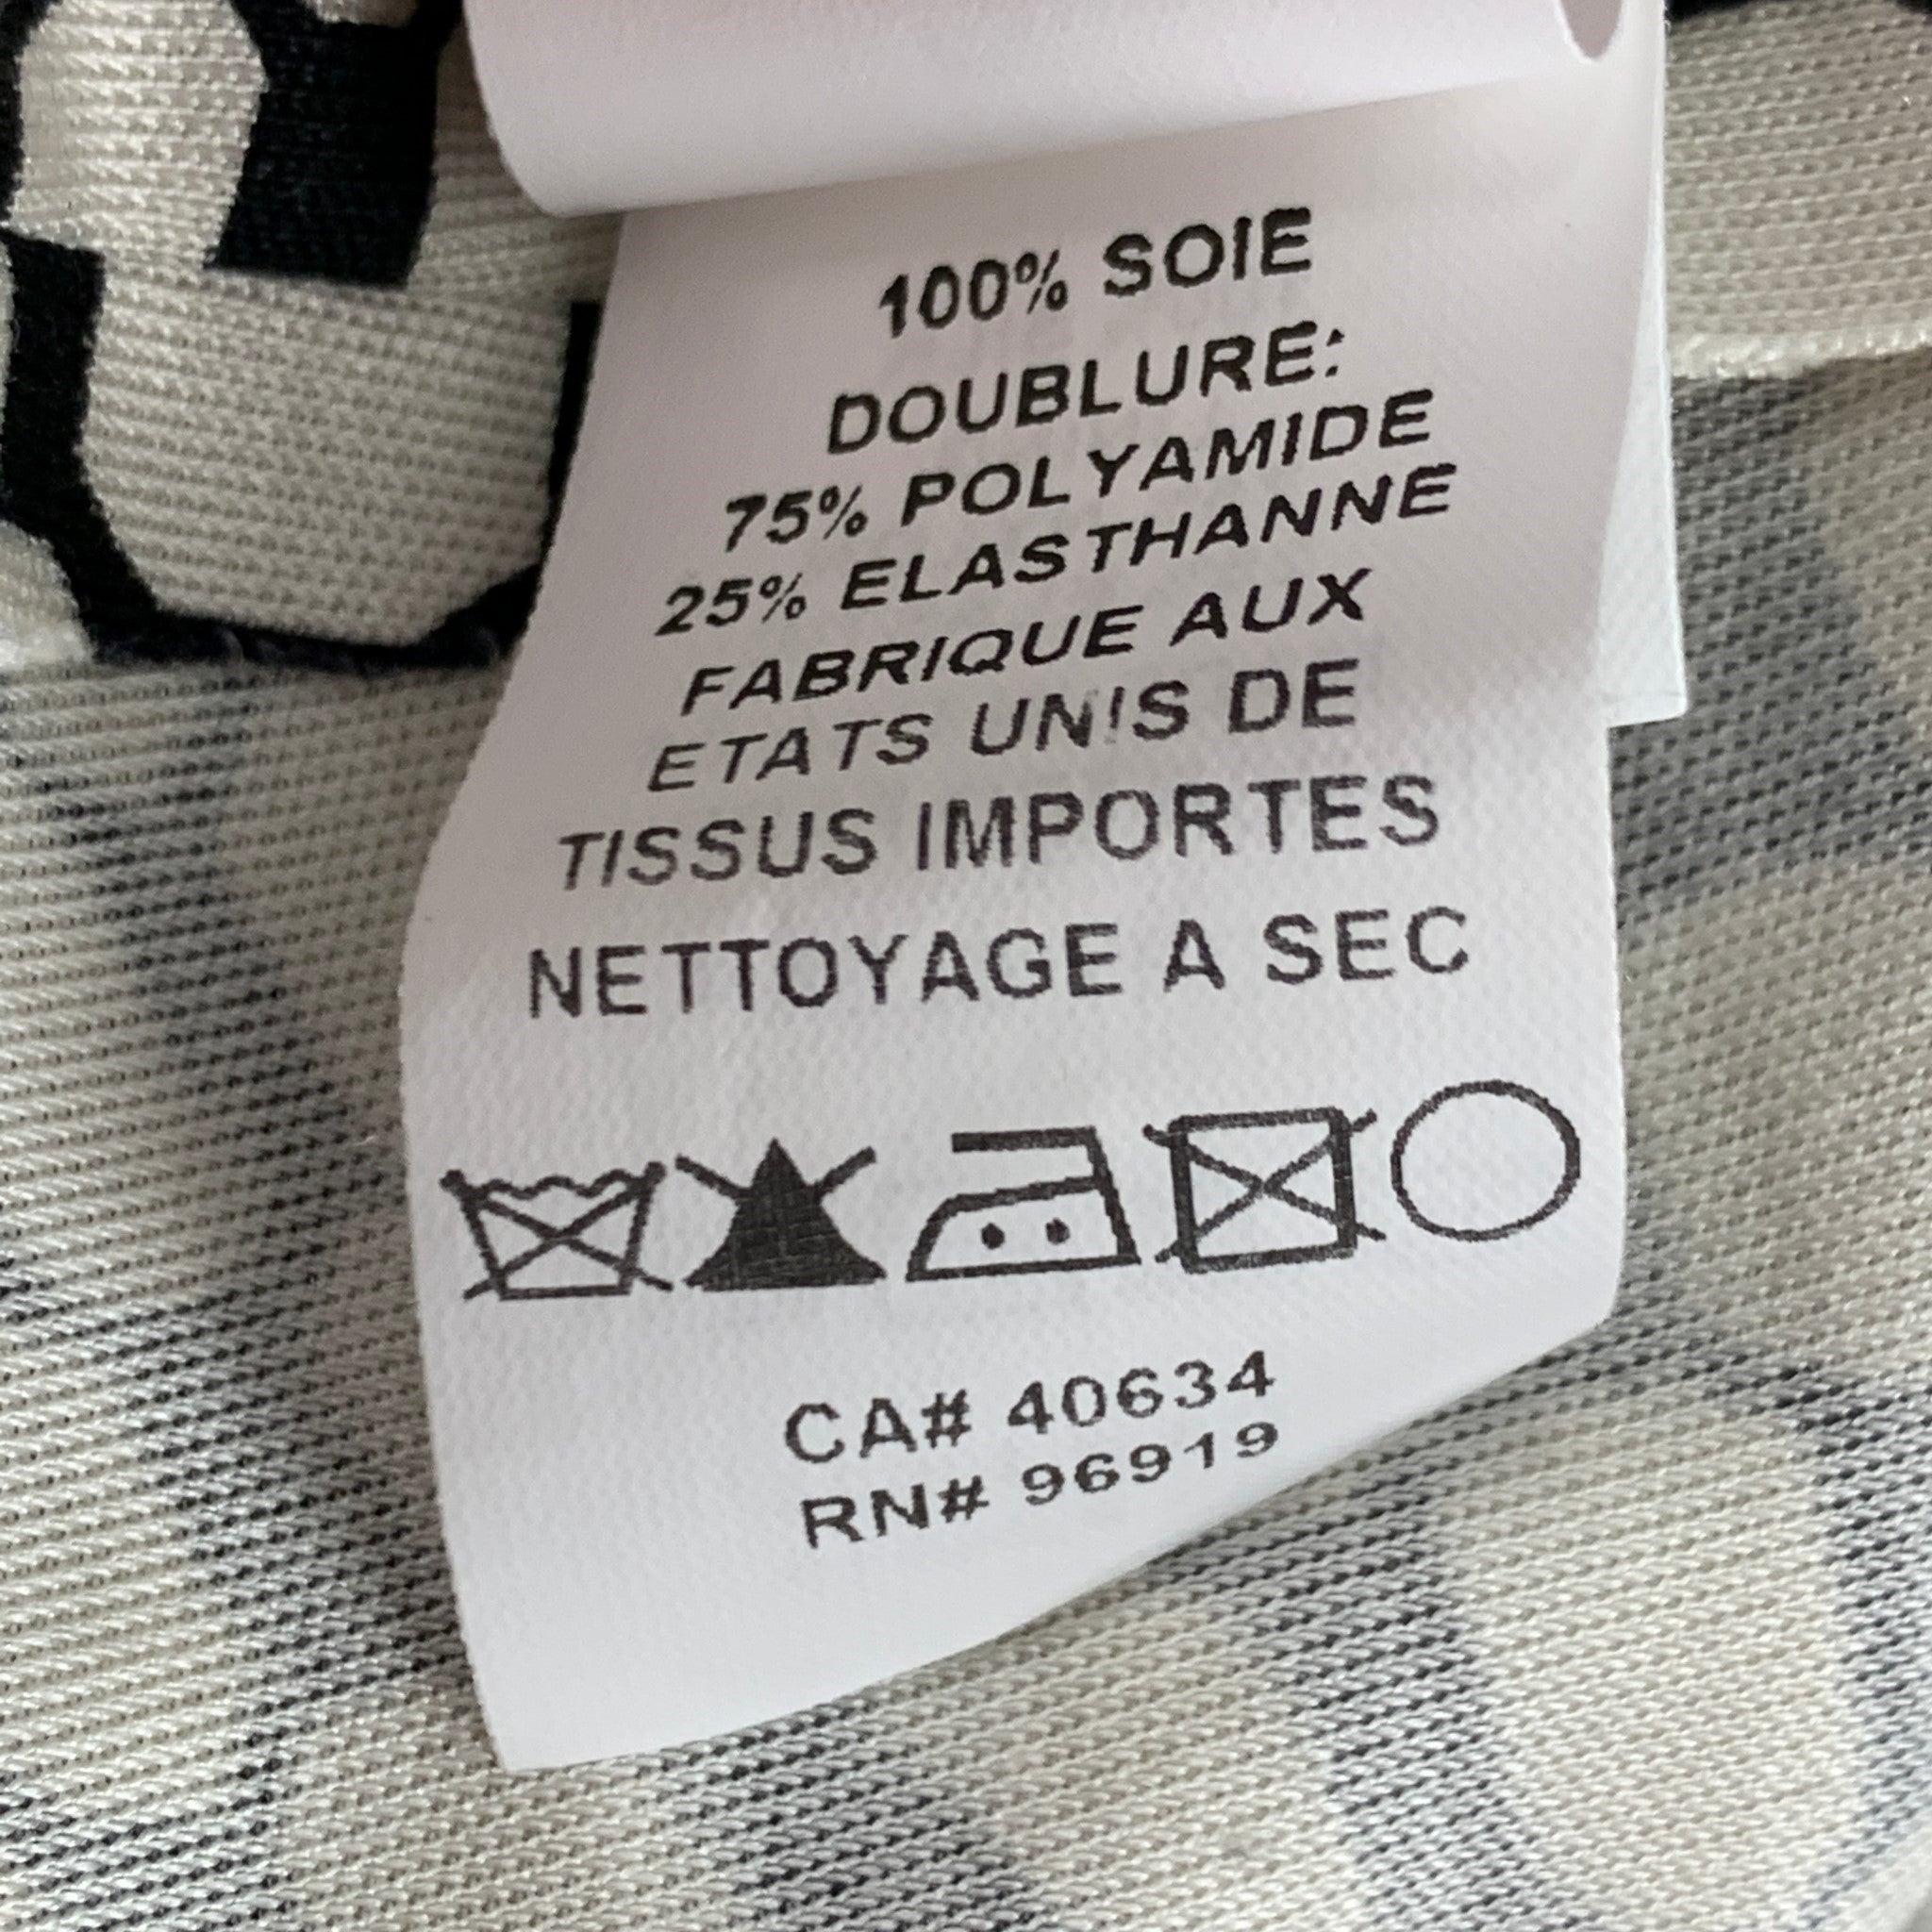 100% SOIE
DOUBLURE:
75% POLYAMIDE
25% ELASTHANNE
FABRIQUE AUX
ETATS UNIS DE
TISSUS IMPORTES
NETTOYAGE A SEC
CA# 40634
RN# 96919